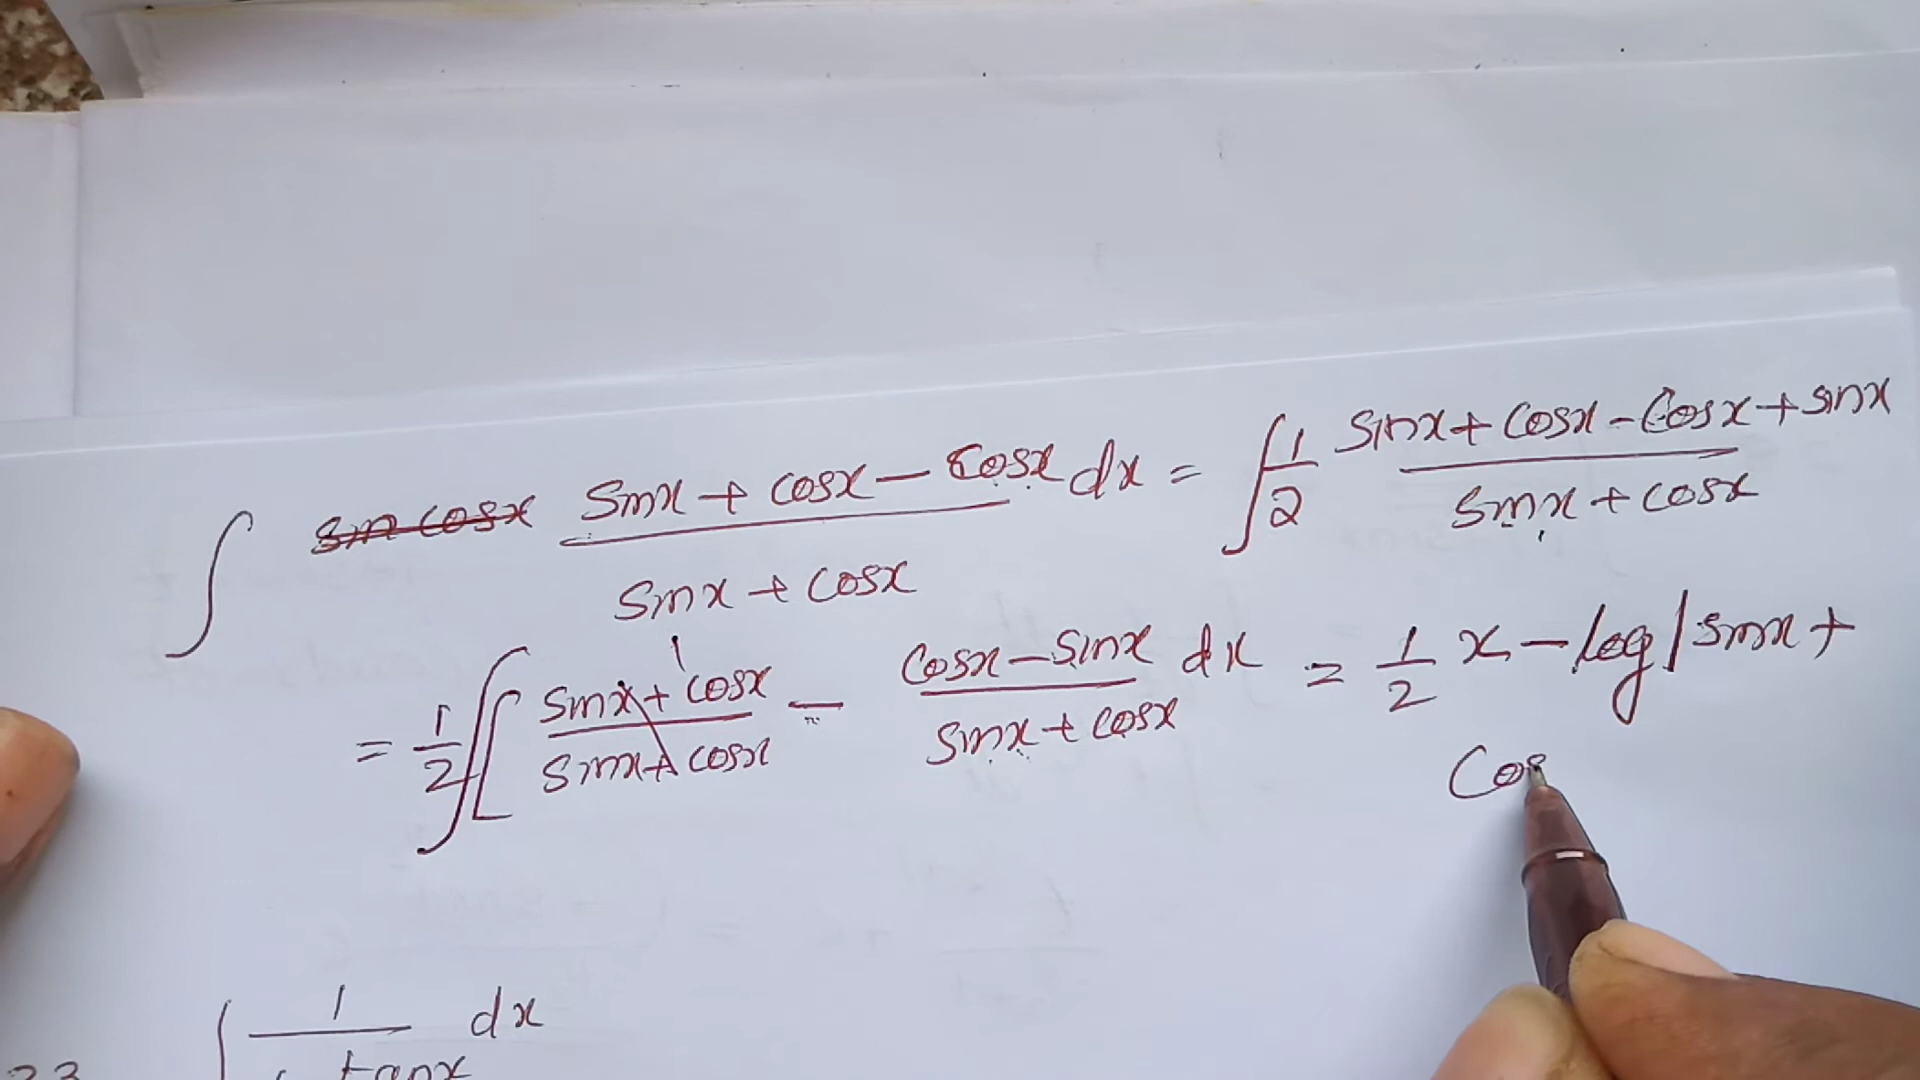 ∫ sin cosx (sinx + cosx − cosx)/(sinx + cosx) dx = ∫ 1/2 (sinx + cosx − cosx + sinx)/(sinx + cosx)
= 1/2 ∫ [ (sinx + cosx)/(sinx + cosx) 1 − (cosx − sinx)/(sinx + cosx) dx = 1/2 x − log |sinx +
Cos
∫ 1/ tanx dx